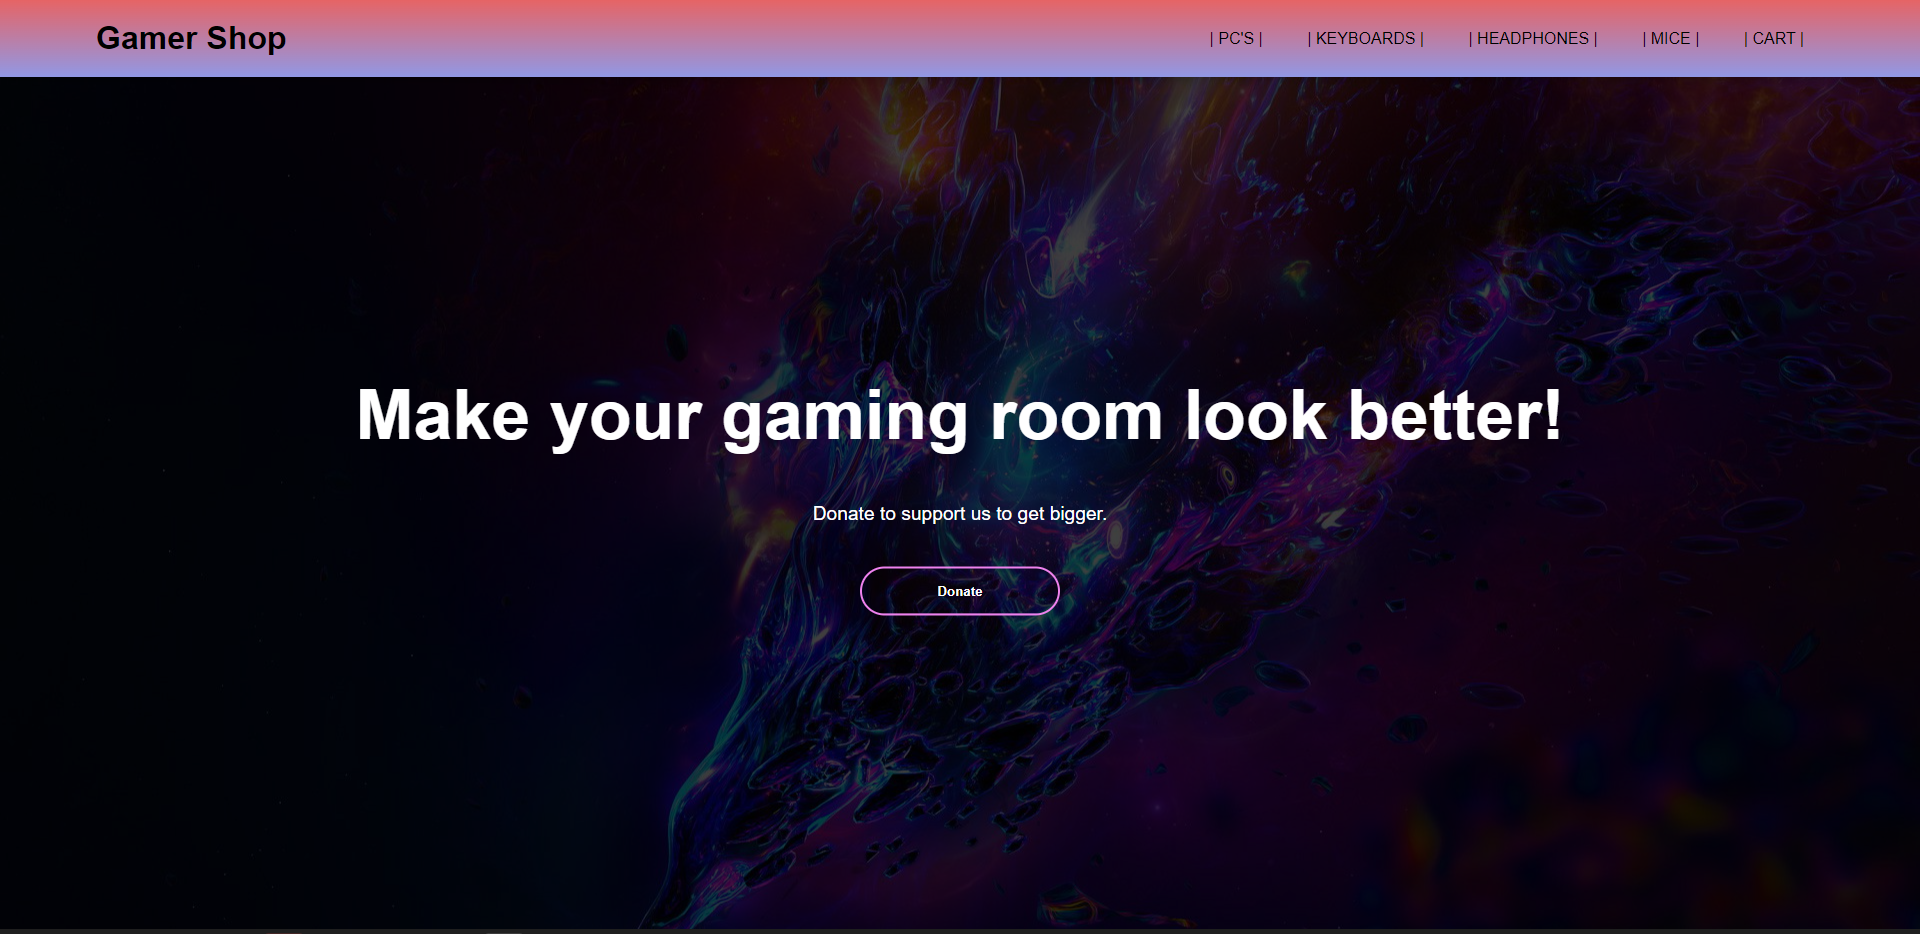 Gamer Shop
| PC'S | | KEYBOARDS | | HEADPHONES | | MICE | | CART |
Make your gaming room look better!
Donate to support us to get bigger.
Donate